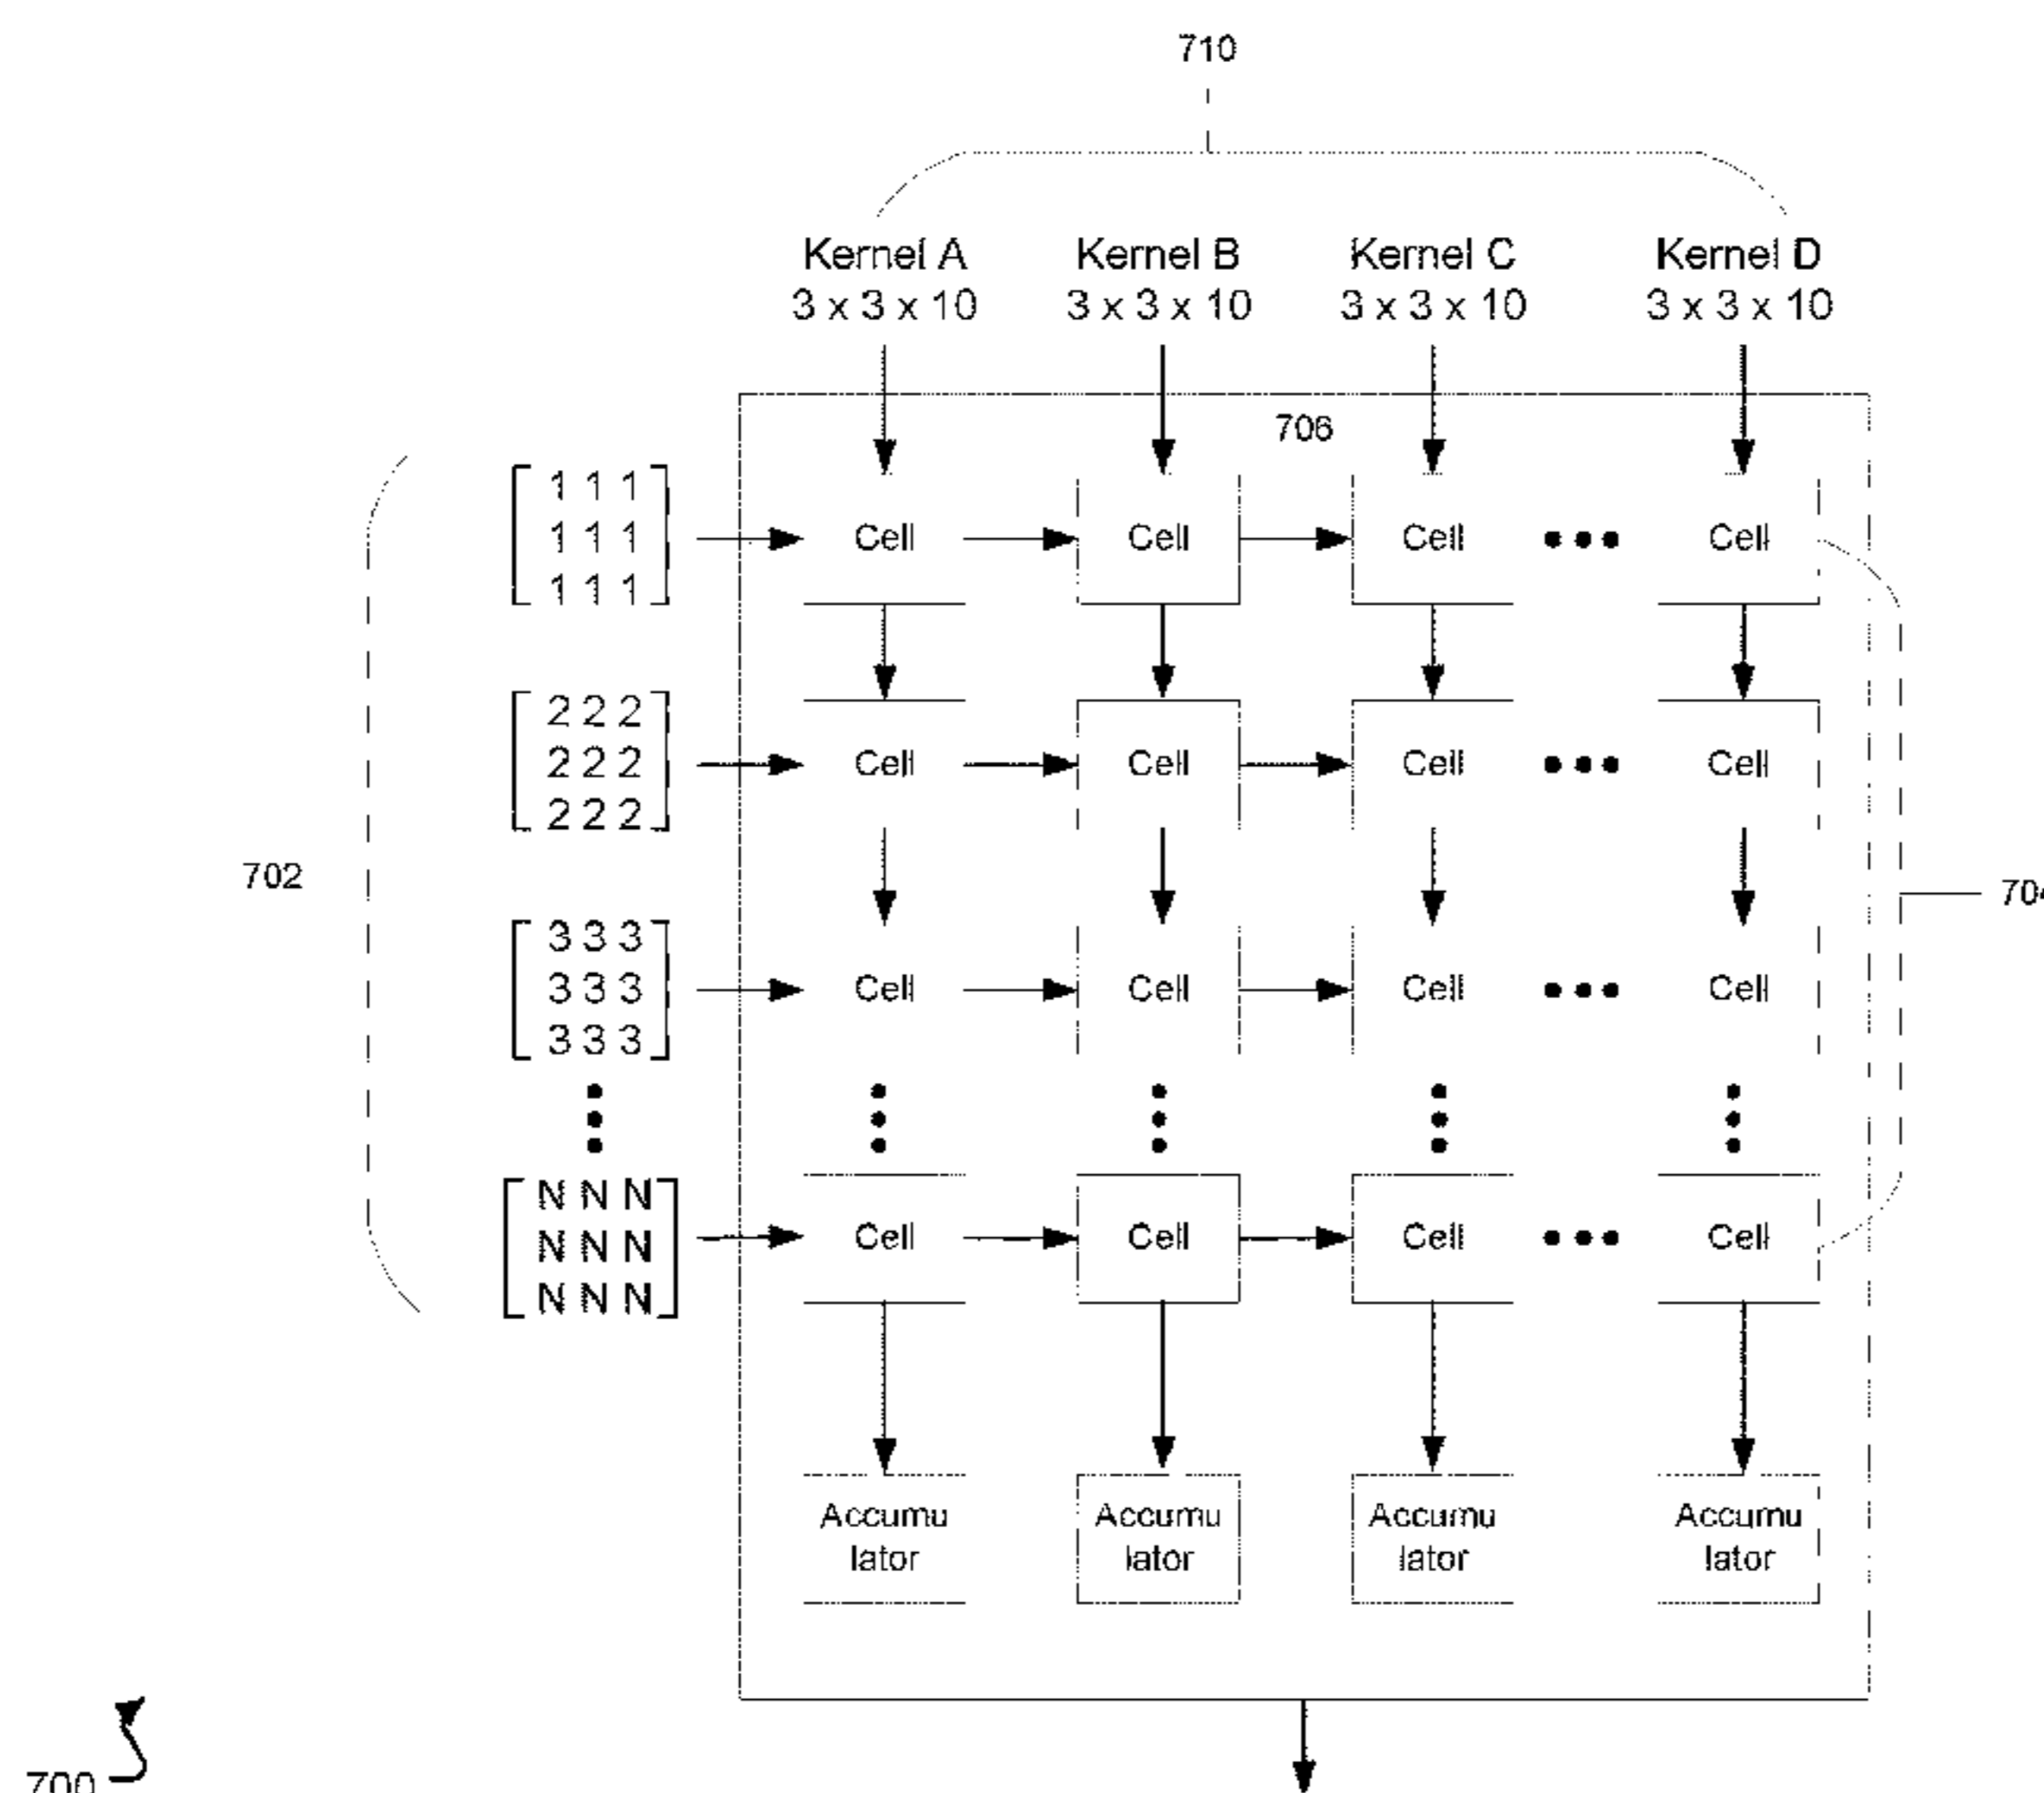 710
Kernel A Kernel B Kernel C Kernel D
3 x 3 x 10 3 x 3 x 10 3 x 3 x 10 3 x 3 x 10
706
1 1 1
1 1 1
1 1 1
Cell Cell Cell Cell
2 2 2
2 2 2
2 2 2
Cell Cell Cell Cell
702
704
3 3 3
3 3 3
3 3 3
Cell Cell Cell Cell
N N N
N N N
N N N
Cell Cell Cell Cell
Accumu Accumu Accumu Accumu
lator lator lator lator
700